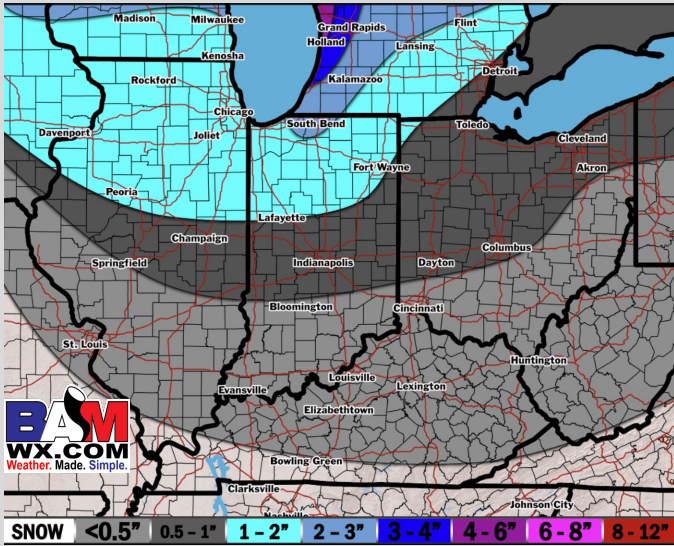 Madison
Milwaukee
Grand Rapids
Flint
Holland
Lansing
Kenosha
Detroit
Rockford
Kalamazoo
Chicago
Davenport
Joliet
South Bend
Toledo
Cleveland
Fort Wayne
Akron
Peoria
Lafayette
Champaign
Columbus
Springfield
Indianapolis
Dayton
Bloomington
Cincinnati
St. Louis
Huntington
Louisville
Evansville
Lexington
Elizabethtown
BAM
WX.COM
Weather. Made. Simple.
Bowling Green
Clarksville
Johnson City
Nashville
SNOW <0.5" 0.5 - 1" 1 - 2" 2 - 3" 3 - 4" 4 - 6" 6 - 8" 8 - 12"